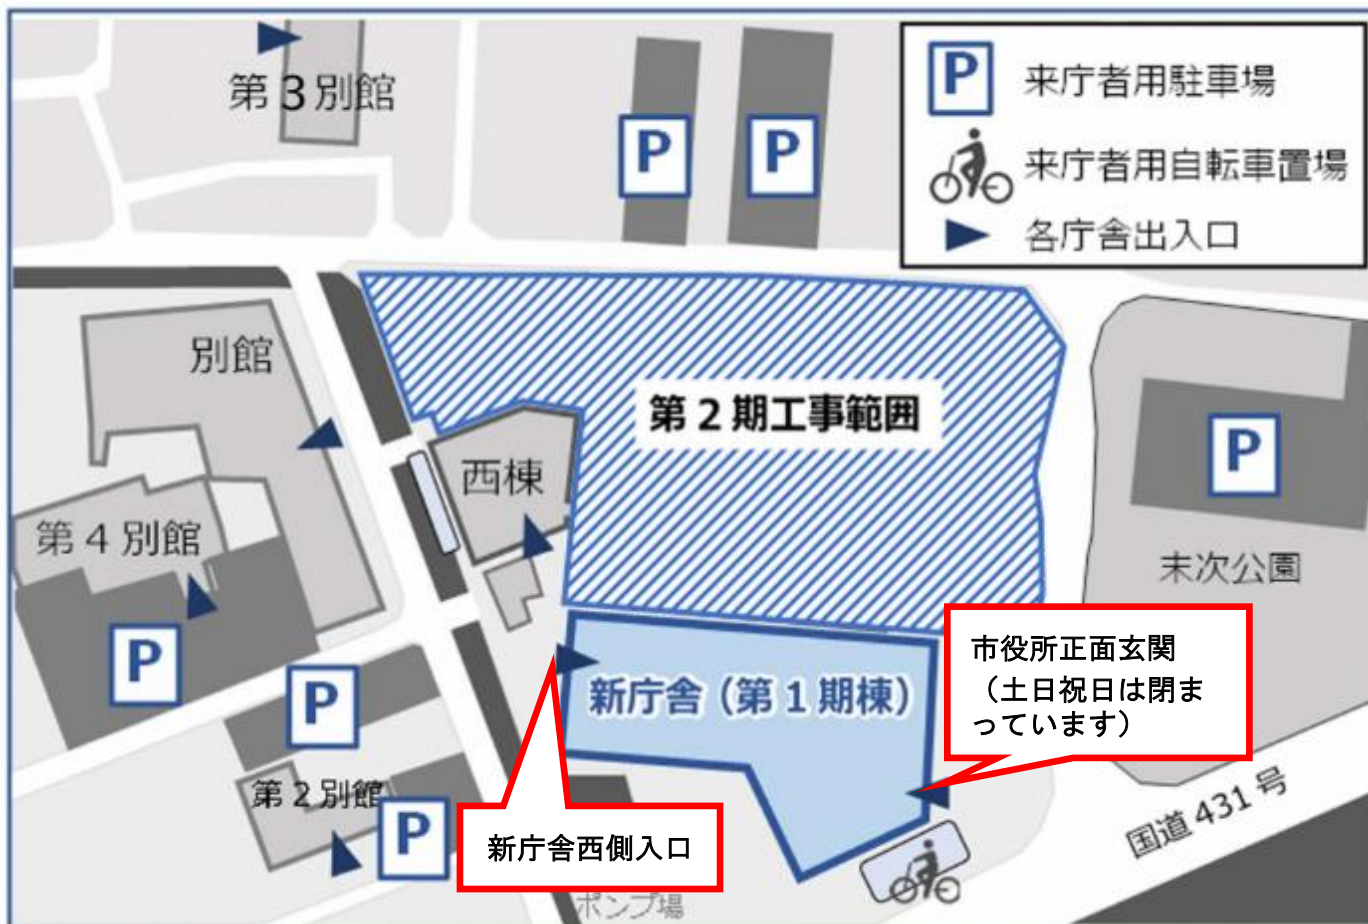 第３別館
P
P
P 来庁者用駐車場
来庁者用自転車置場
各庁舎出入口
別館
第２期工事範囲
西棟
P
第４別館
末次公園
市役所正面玄関
（土日祝日は閉ま
っています）
P
新庁舎（第１期棟）
P
第２別館
P
新庁舎西側入口
国道431号
ポンプ場